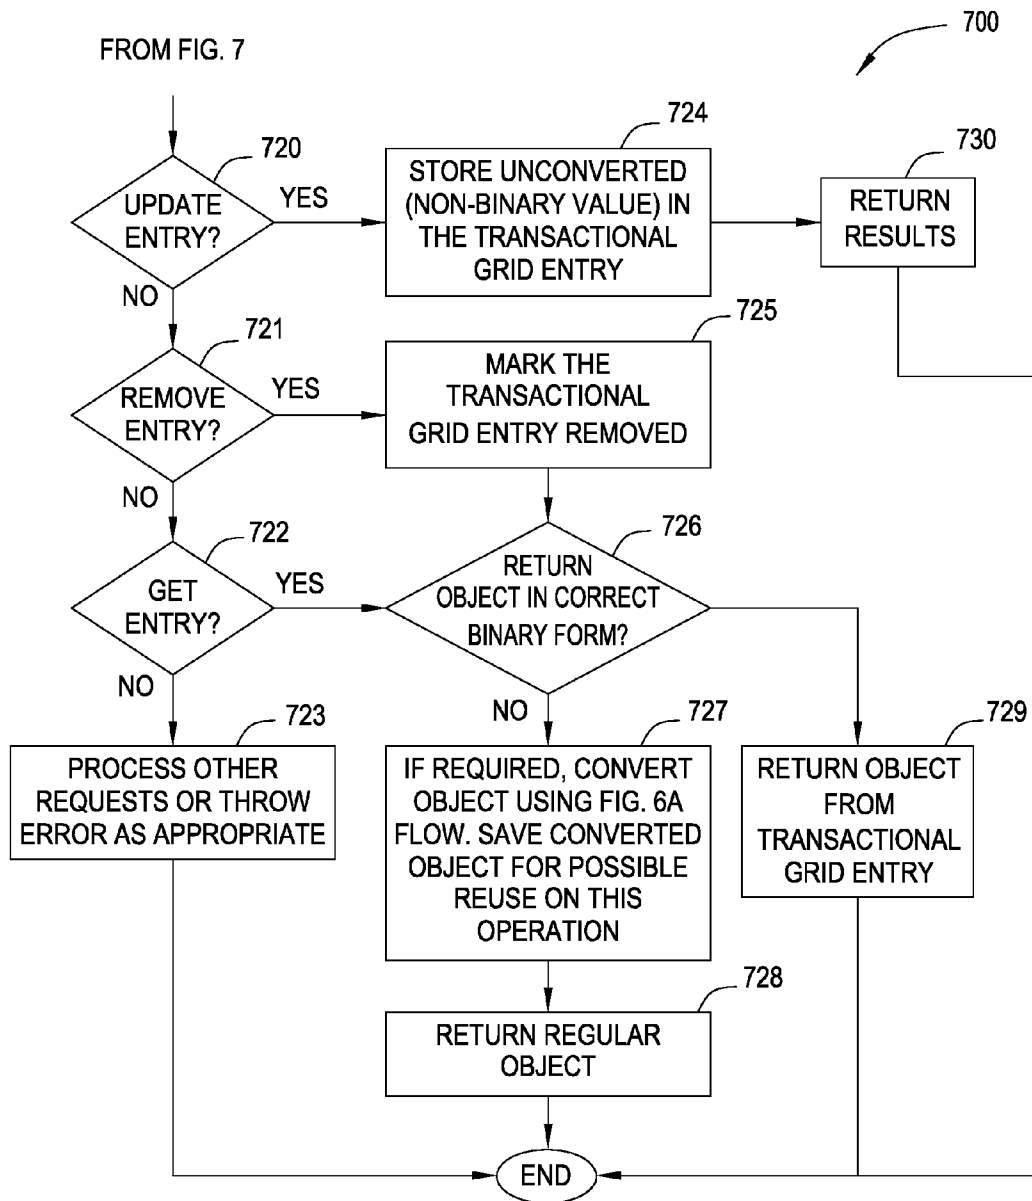 FROM FIG. 7
700
720
UPDATE
ENTRY?
YES
NO
724
STORE UNCONVERTED
(NON-BINARY VALUE) IN
THE TRANSACTIONAL
GRID ENTRY
730
RETURN
RESULTS
721
REMOVE
ENTRY?
YES
NO
725
MARK THE
TRANSACTIONAL
GRID ENTRY REMOVED
722
GET
ENTRY?
YES
NO
726
RETURN
OBJECT IN CORRECT
BINARY FORM?
NO
723
PROCESS OTHER
REQUESTS OR THROW
ERROR AS APPROPRIATE
727
IF REQUIRED, CONVERT
OBJECT USING FIG. 6A
FLOW. SAVE CONVERTED
OBJECT FOR POSSIBLE
REUSE ON THIS
OPERATION
729
RETURN OBJECT
FROM
TRANSACTIONAL
GRID ENTRY
728
RETURN REGULAR
OBJECT
END